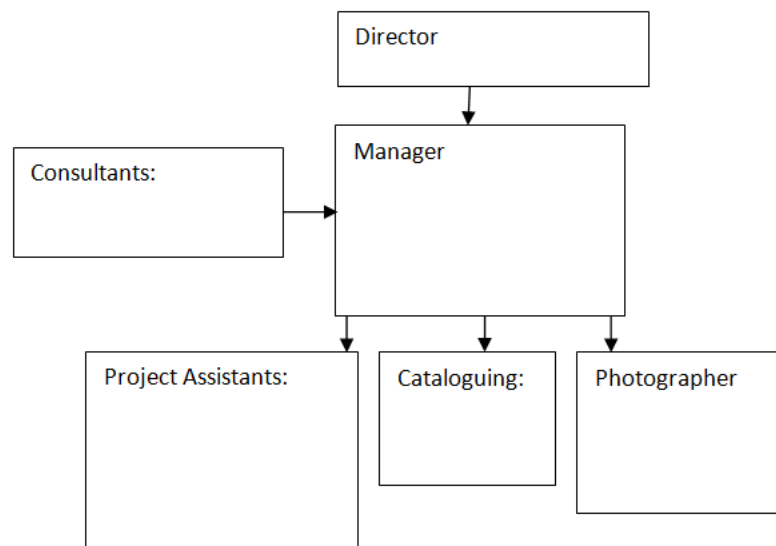 Director
Manager
Consultants:
Project Assistants:
Cataloguing:
Photographer